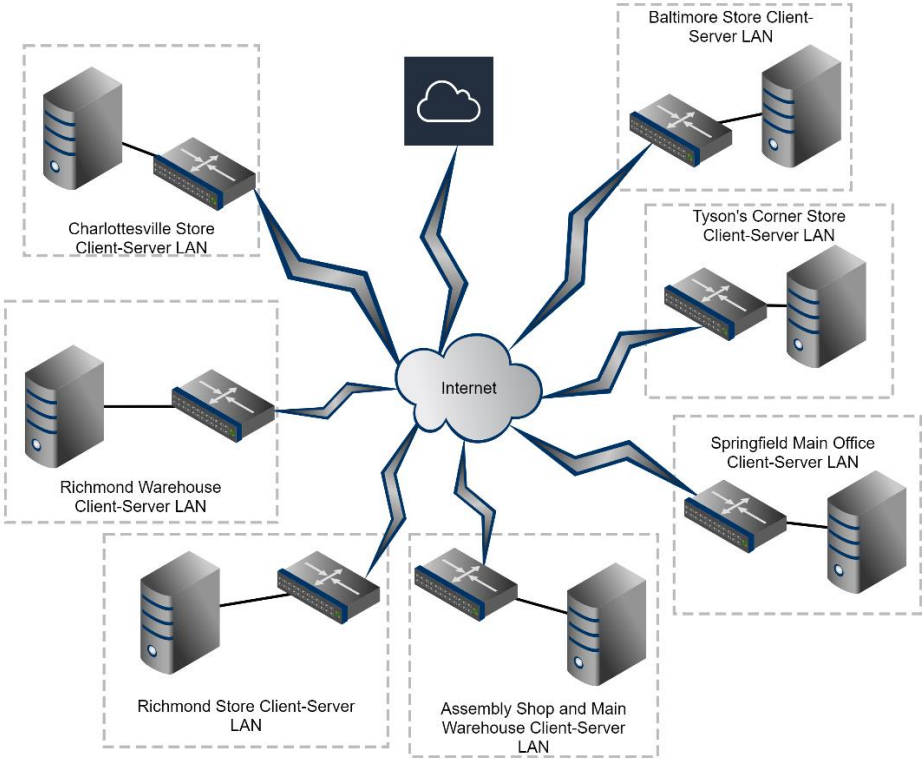 Baltimore Store Client-
Server LAN
Charlottesville Store
Client-Server LAN
Tyson's Corner Store
Client-Server LAN
Internet
Richmond Warehouse
Client-Server LAN
Springfield Main Office
Client-Server LAN
Richmond Store Client-Server
LAN
Assembly Shop and Main
Warehouse Client-Server
LAN